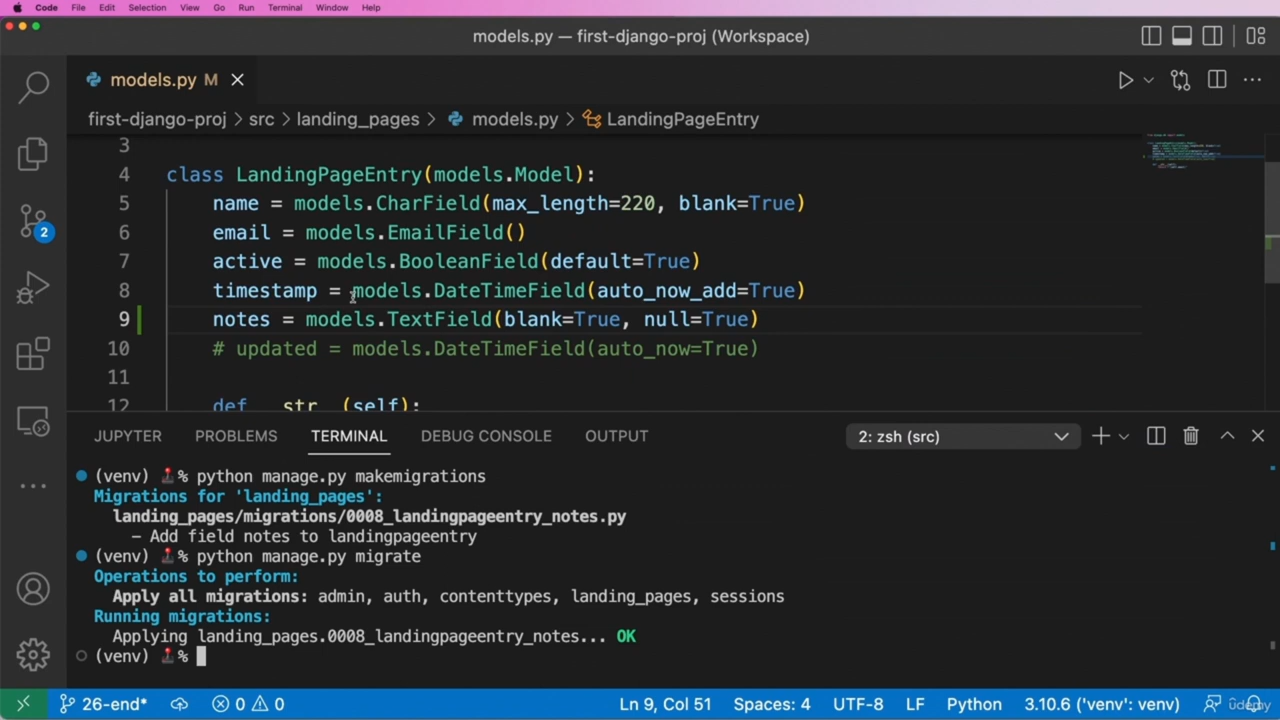 Code File Edit Selection View Go Run Terminal Window Help
models.py — first-django-proj (Workspace)
models.py M
first-django-proj > src > landing_pages > models.py > LandingPageEntry
3
4 class LandingPageEntry(models.Model):
5 name = models.CharField(max_length=220, blank=True)
6 email = models.EmailField()
7 active = models.BooleanField(default=True)
8 timestamp = models.DateTimeField(auto_now_add=True)
9 notes = models.TextField(blank=True, null=True)
10 # updated = models.DateTimeField(auto_now=True)
11
12 def __str__(self):
JUPYTER PROBLEMS TERMINAL DEBUG CONSOLE OUTPUT 2: zsh (src)
(venv) % python manage.py makemigrations
Migrations for 'landing_pages':
landing_pages/migrations/0008_landingpageentry_notes.py
– Add field notes to landingpageentry
(venv) % python manage.py migrate
Operations to perform:
Apply all migrations: admin, auth, contenttypes, landing_pages, sessions
Running migrations:
Applying landing_pages.0008_landingpageentry_notes... OK
(venv) %
2
26-end* 0 0 Ln 9, Col 51 Spaces: 4 UTF-8 LF Python 3.10.6 ('venv': venv)
udemy